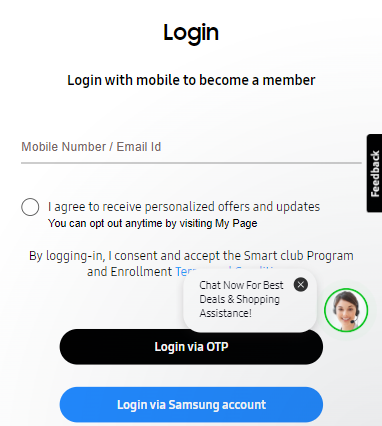 Login
Login with mobile to become a member
Mobile Number / Email Id
Feedback
I agree to receive personalized offers and updates
You can opt out anytime by visiting My Page
By logging-in, I consent and accept the Smart club Program
and Enrollment
Chat Now For Best
Deals & Shopping
Assistance!
Login via OTP
Login via Samsung account